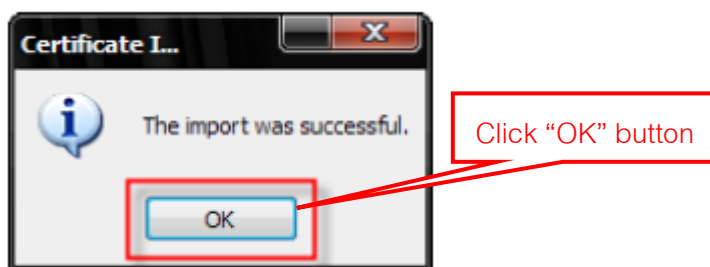 Certificate I...
The import was successful.
Click “OK” button
OK